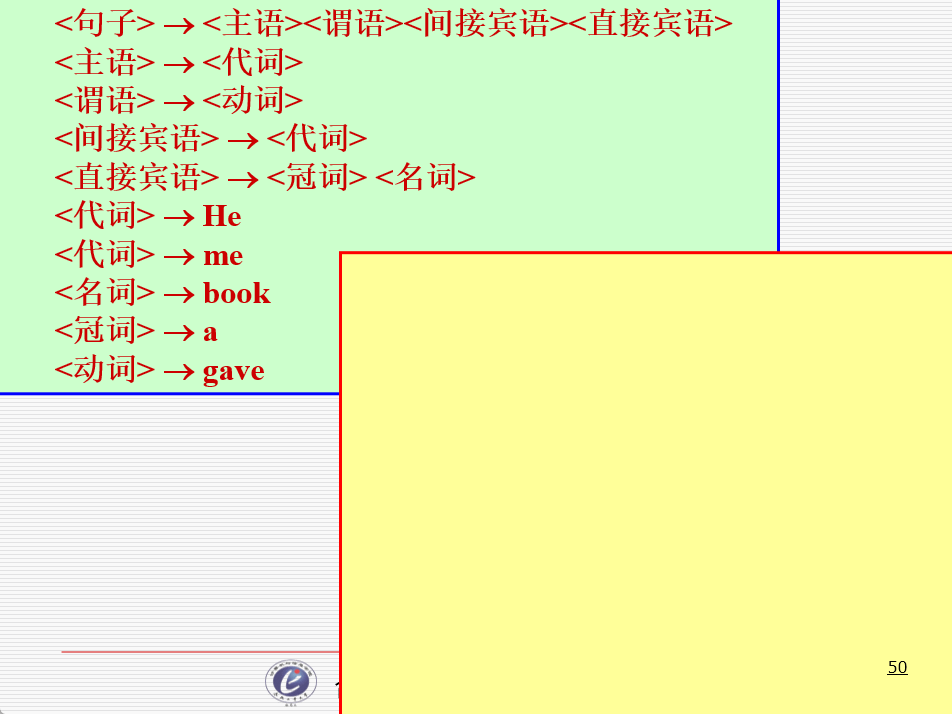 <句子> → <主语><谓语><间接宾语><直接宾语>
<主语> → <代词>
<谓语> → <动词>
<间接宾语> → <代词>
<直接宾语> → <冠词> <名词>
<代词> → He
<代词> → me
<名词> → book
<冠词> → a
<动词> → gave
50